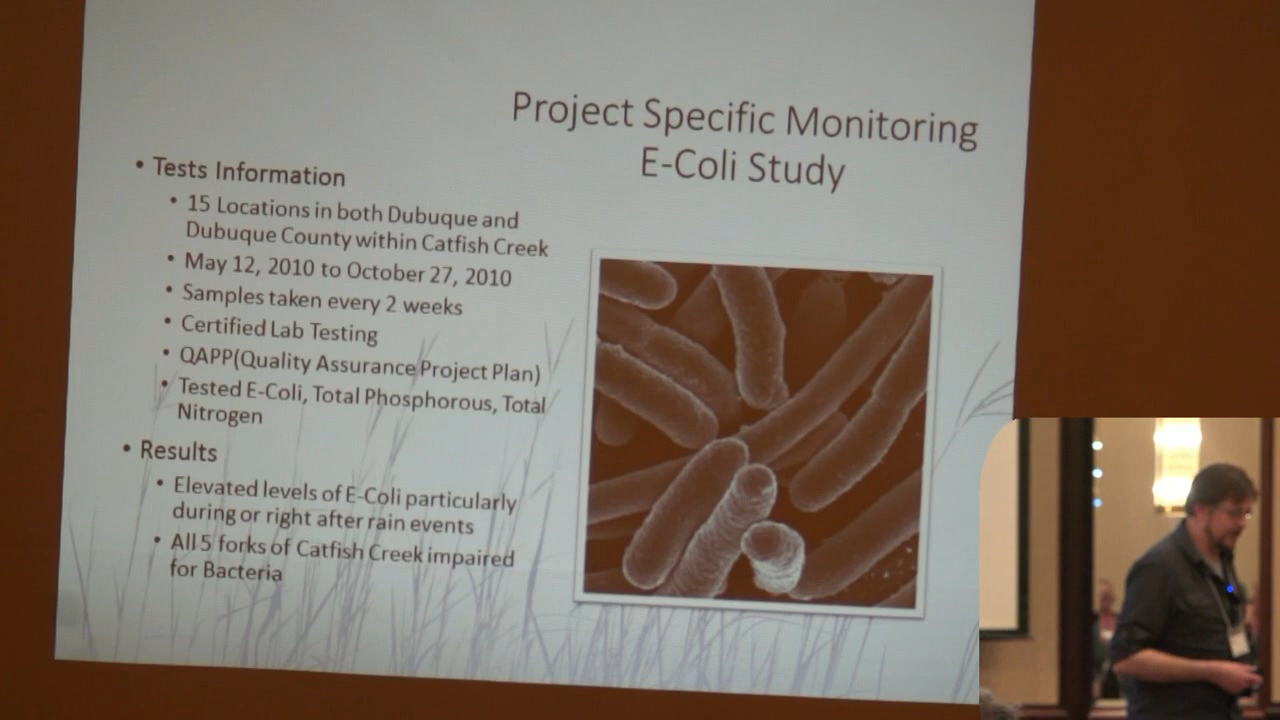 Project Specific Monitoring
E-Coli Study
• Tests Information
• 15 Locations in both Dubuque and
Dubuque County within Catfish Creek
• May 12, 2010 to October 27, 2010
• Samples taken every 2 weeks
• Certified Lab Testing
• QAPP(Quality Assurance Project Plan)
• Tested E-Coli, Total Phosphorous, Total
Nitrogen
• Results
• Elevated levels of E-Coli particularly
during or right after rain events
• All 5 forks of Catfish Creek impaired
for Bacteria